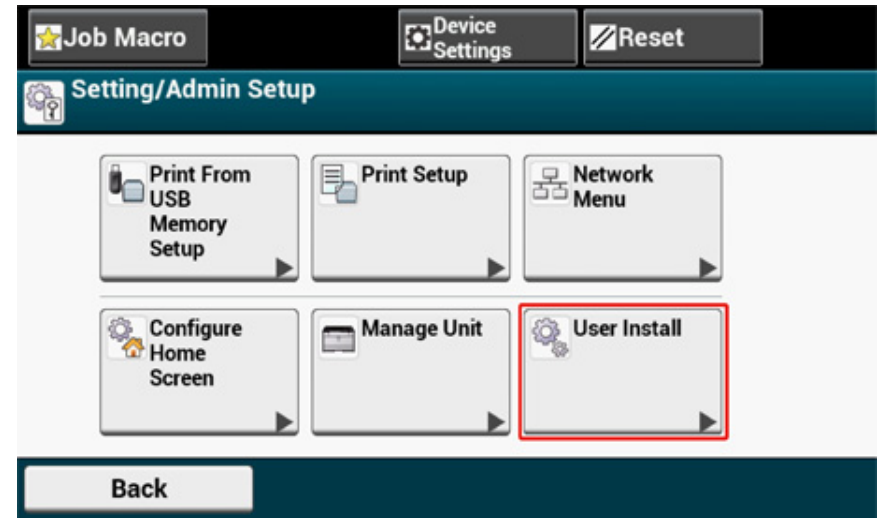 Job Macro
Device
Settings
Reset
Setting/Admin Setup
Print From
USB
Memory
Setup
Print Setup
Network
Menu
Configure
Home
Screen
Manage Unit
User Install
Back